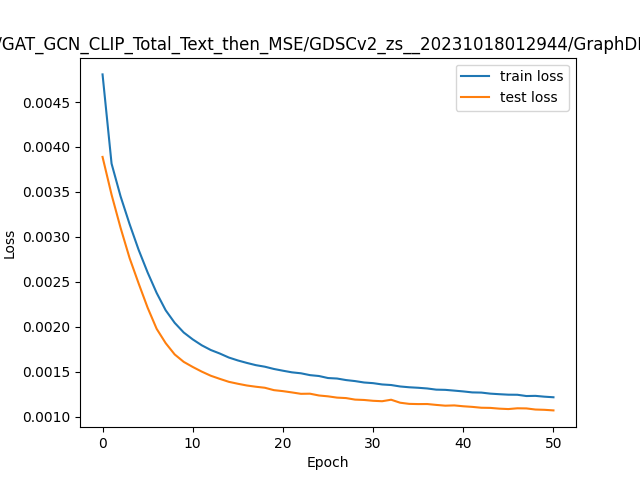 /GAT_GCN_CLIP_Total_Text_then_MSE/GDSCv2_zs__20231018012944/GraphDI
train loss
test loss
0.0045
0.0040
0.0035
0.0030
0.0025
0.0020
0.0015
0.0010
Loss
0 10 20 30 40 50
Epoch